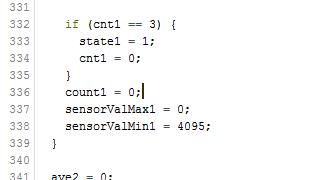 331
332 if (cnt1 == 3) {
333 state1 = 1;
334 cnt1 = 0;
335 }
336 count1 = 0;
337 sensorValMax1 = 0;
338 sensorValMin1 = 4095;
339 }
340
341 ave2 = 0;